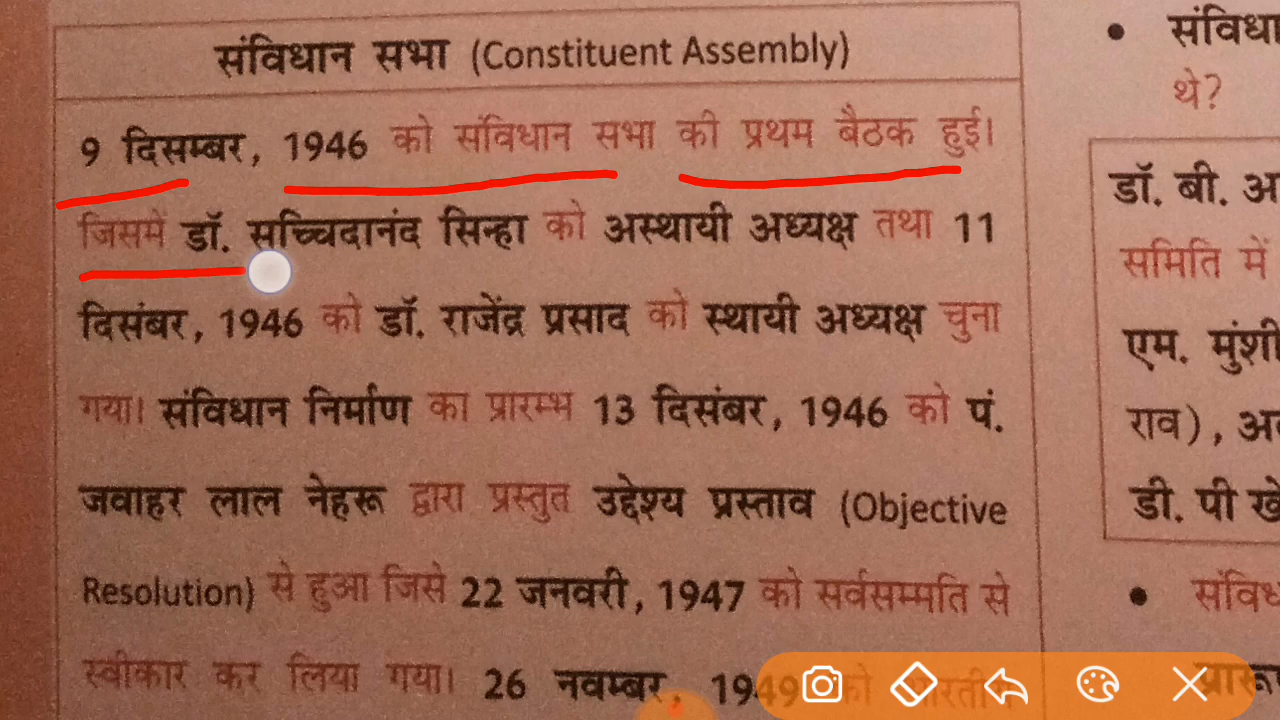 संविधान सभा (Constituent Assembly)
9 दिसम्बर, 1946 को संविधान सभा की प्रथम बैठक हुई।
जिसमें डॉ. सच्चिदानंद सिन्हा को अस्थायी अध्यक्ष तथा 11
दिसंबर, 1946 को डॉ. राजेंद्र प्रसाद को स्थायी अध्यक्ष चुना
गया। संविधान निर्माण का प्रारम्भ 13 दिसंबर, 1946 को पं.
जवाहर लाल नेहरू द्वारा प्रस्तुत उद्देश्य प्रस्ताव (Objective
Resolution) से हुआ जिसे 22 जनवरी, 1947 को सर्वसम्मति से
स्वीकार कर लिया गया। 26 नवम्बर, 1949 को
थे?
डॉ. बी.
समिति में
एम. मुंशी
राव),
डी. पी